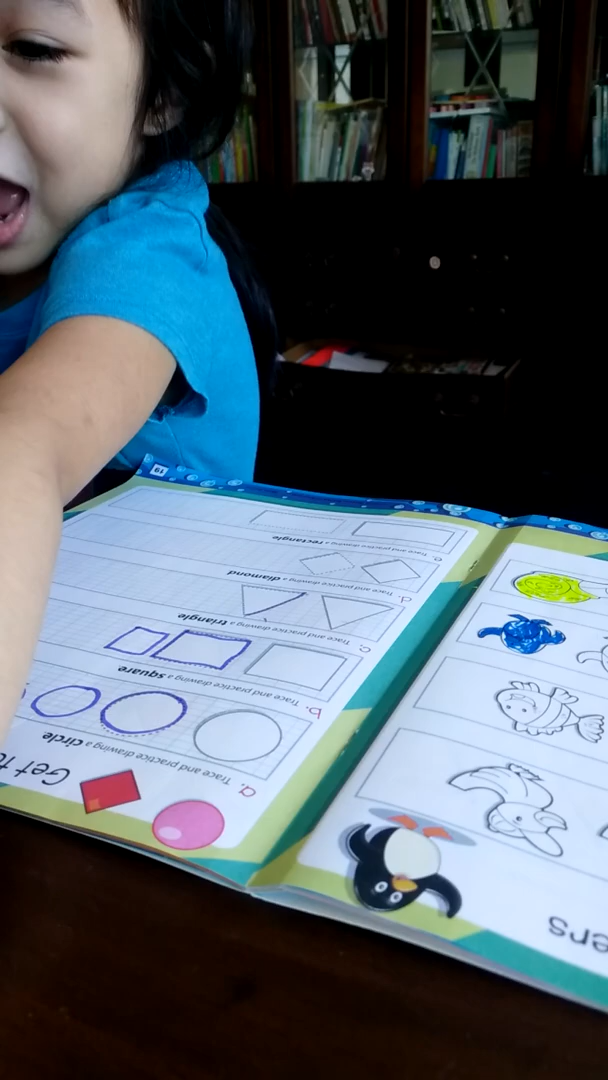 Get t
a. Trace and practice drawing a circle
b. Trace and practice drawing a square
c. Trace and practice drawing a triangle
d. Trace and practice drawing a diamond
e. Trace and practice drawing a rectangle
19
ers